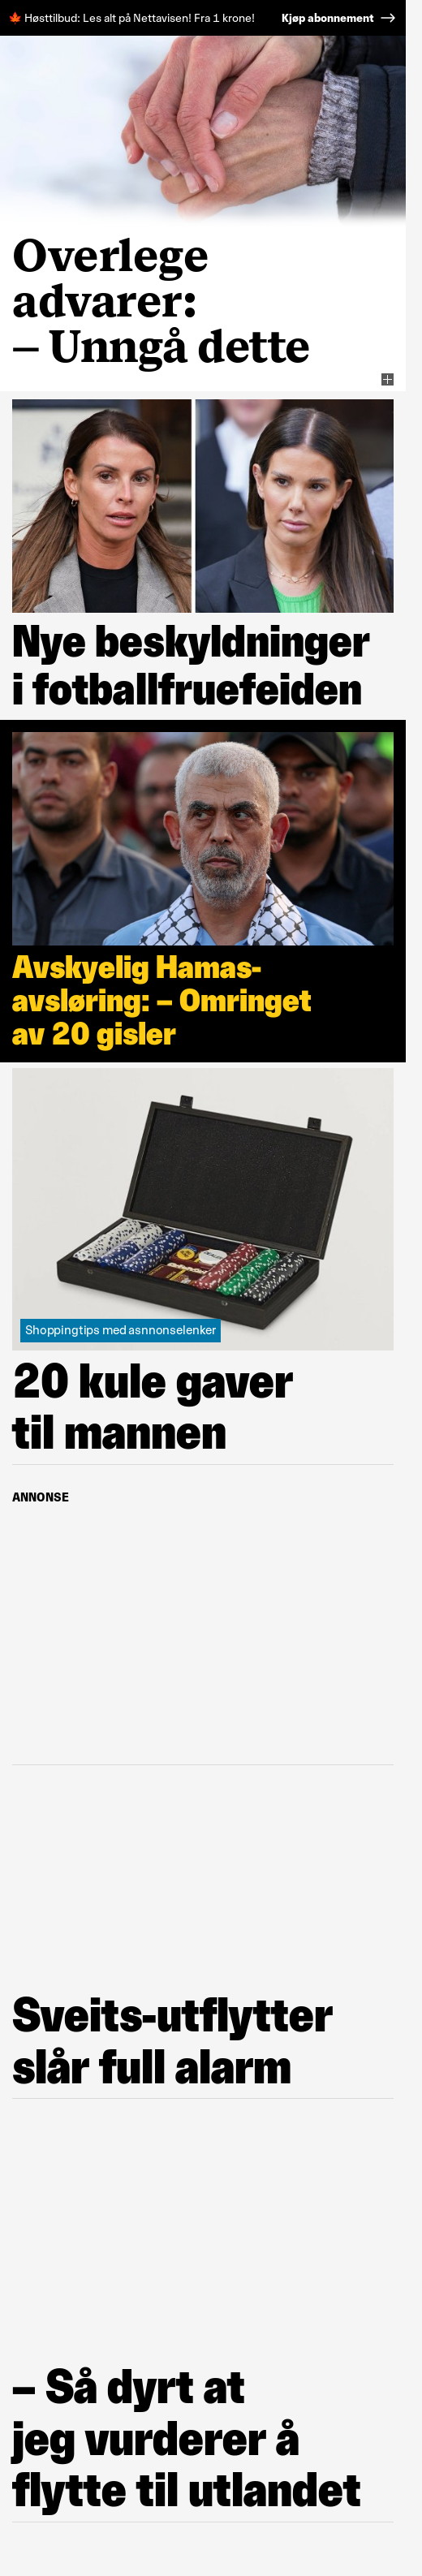 🍁 Høsttilbud: Les alt på Nettavisen! Fra 1 krone! Kjøp abonnement →
Overlege
advarer:
– Unngå dette
Nye beskyldninger
i fotballfruefeiden
Avskyelig Hamas-
avsløring: – Omringet
av 20 gisler
Shoppingtips med asnnonselenker
20 kule gaver
til mannen
ANNONSE
Sveits-utflytter
slår full alarm
– Så dyrt at
jeg vurderer å
flytte til utlandet